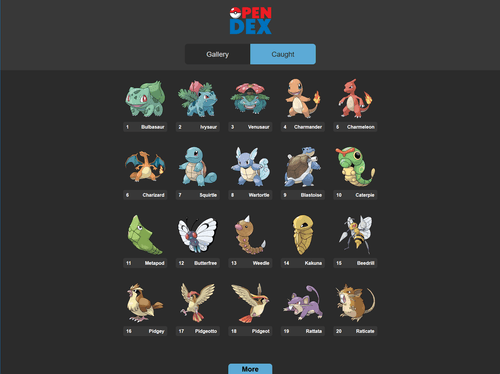 OPEN
DEX
Gallery Caught
1 Bulbasaur 2 Ivysaur 3 Venusaur 4 Charmander 5 Charmeleon
6 Charizard 7 Squirtle 8 Wartortle 9 Blastoise 10 Caterpie
11 Metapod 12 Butterfree 13 Weedle 14 Kakuna 15 Beedrill
16 Pidgey 17 Pidgeotto 18 Pidgeot 19 Rattata 20 Raticate
More